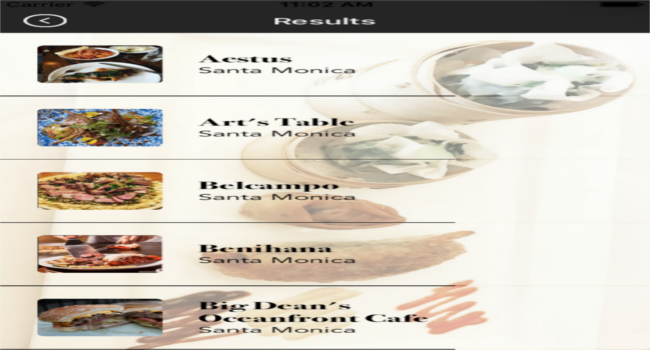 Carrier 11:02 AM
Results
Aestus
Santa Monica
Art's Table
Santa Monica
Belcampo
Santa Monica
Benihana
Santa Monica
Big Dean's
Oceanfront Cafe
Santa Monica